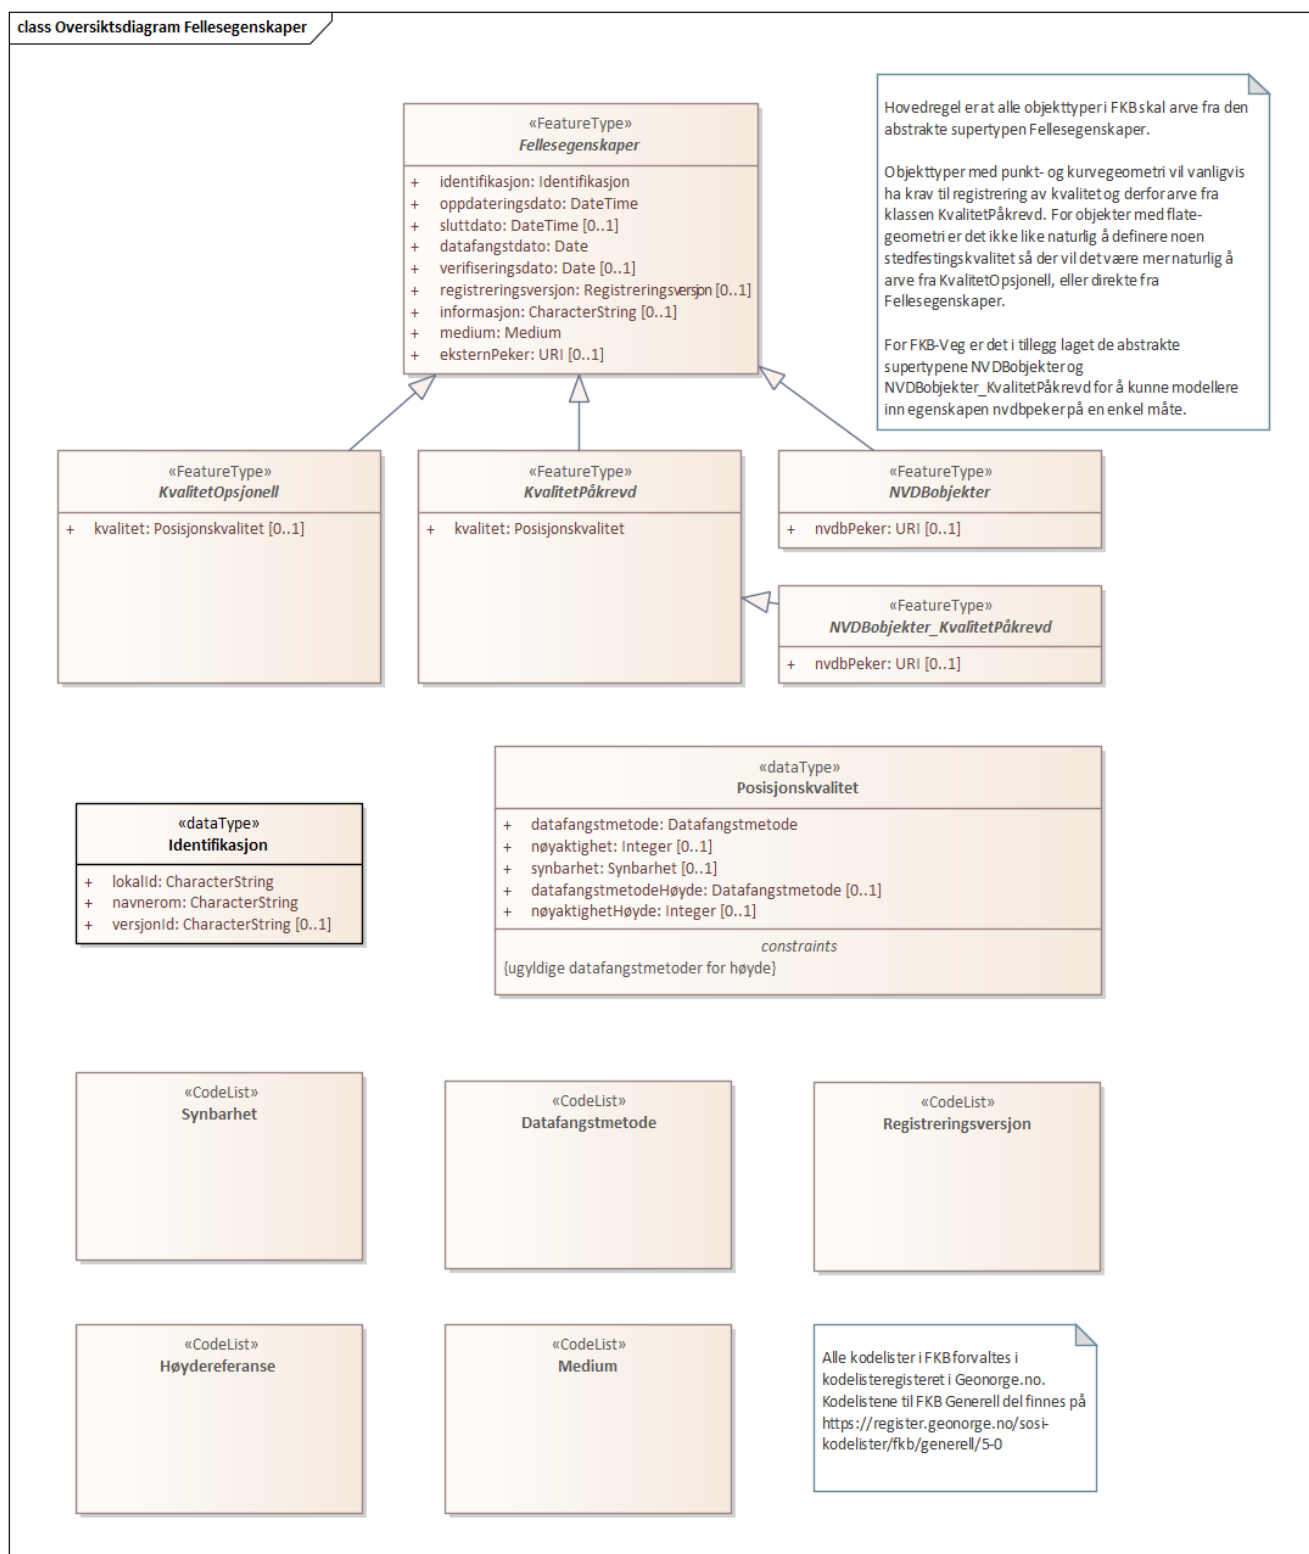 class Oversiktsdiagram Fellesegenskaper
«FeatureType»
Fellesegenskaper
+ identifikasjon: Identifikasjon
+ oppdateringsdato: DateTime
+ sluttdato: DateTime [0..1]
+ datafangstdato: Date
+ verifiseringsdato: Date [0..1]
+ registreringsversjon: Registreringsversjon [0..1]
+ informasjon: CharacterString [0..1]
+ medium: Medium
+ eksternPeker: URI [0..1]
Hovedregel er at alle objekttyper i FKB skal arve fra den
abstrakte supertypen Fellesegenskaper.
Objekttyper med punkt- og kurvegeometri vil vanligvis
ha krav til registrering av kvalitet og derfor arve fra
klassen KvalitetPåkrevd. For objekter med flate-
geometri er det ikke like naturlig å definere noen
stedfestingskvalitet så der vil det være mer naturlig å
arve fra KvalitetOpsjonell, eller direkte fra
Fellesegenskaper.
For FKB-Veg er det i tillegg laget de abstrakte
supertypene NVDBobjekter og
NVDBobjekter_KvalitetPåkrevd for å kunne modellere
inn egenskapen nvdbpeker på en enkel måte.
«FeatureType»
KvalitetOpsjonell
+ kvalitet: Posisjonskvalitet [0..1]
«FeatureType»
KvalitetPåkrevd
+ kvalitet: Posisjonskvalitet
«FeatureType»
NVDBobjekter
+ nvdbPeker: URI [0..1]
«FeatureType»
NVDBobjekter_KvalitetPåkrevd
+ nvdbPeker: URI [0..1]
«dataType»
Identifikasjon
+ lokalId: CharacterString
+ navnerom: CharacterString
+ versjonId: CharacterString [0..1]
«dataType»
Posisjonskvalitet
+ datafangstmetode: Datafangstmetode
+ nøyaktighet: Integer [0..1]
+ synbarhet: Synbarhet [0..1]
+ datafangstmetodeHøyde: Datafangstmetode [0..1]
+ nøyaktighetHøyde: Integer [0..1]
constraints
{ugyldige datafangstmetoder for høyde}
«CodeList»
Synbarhet
«CodeList»
Datafangstmetode
«CodeList»
Registreringsversjon
«CodeList»
Høydereferanse
«CodeList»
Medium
Alle kodelister i FKB forvaltes i
kodelisteregisteret i Geonorge.no.
Kodelistene til FKB Generell del finnes på
https://register.geonorge.no/sosi-
kodelister/fkb/generell/5-0